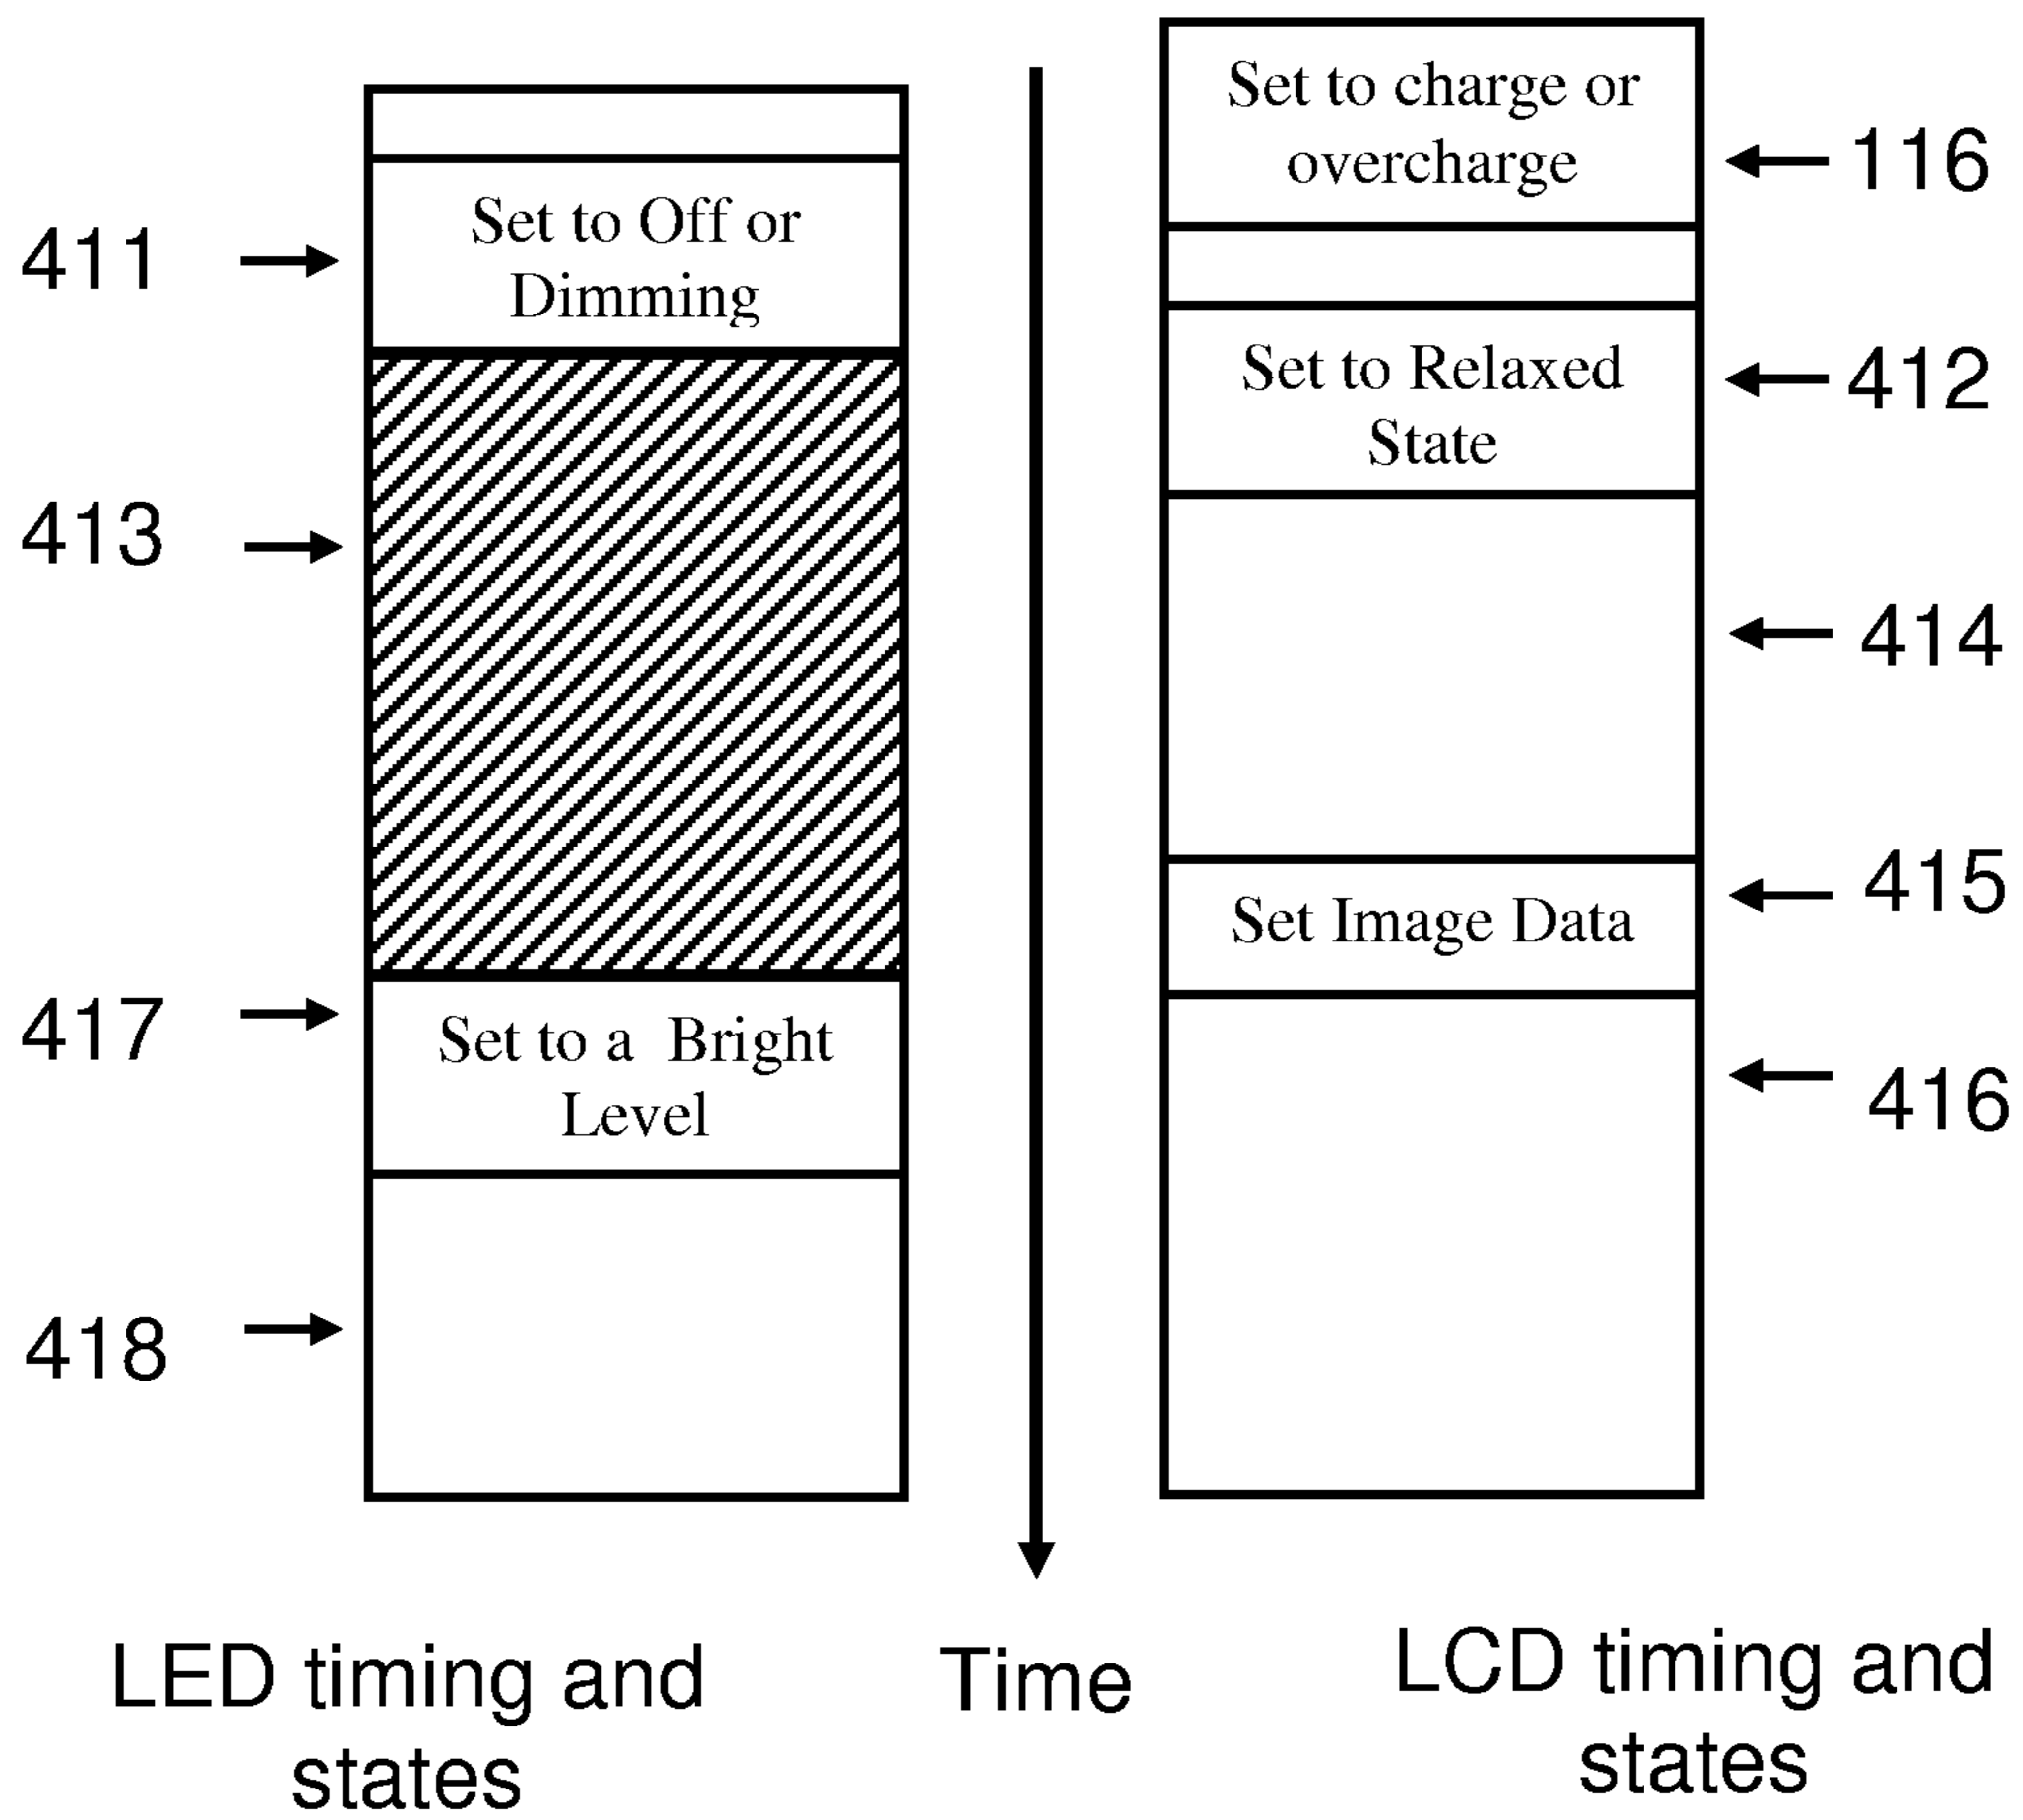 Set to charge or
overcharge
116
Set to Off or
Dimming
411
Set to Relaxed
State
412
413
414
Set Image Data
415
417
Set to a Bright
Level
416
418
LED timing and
states
Time
LCD timing and
states